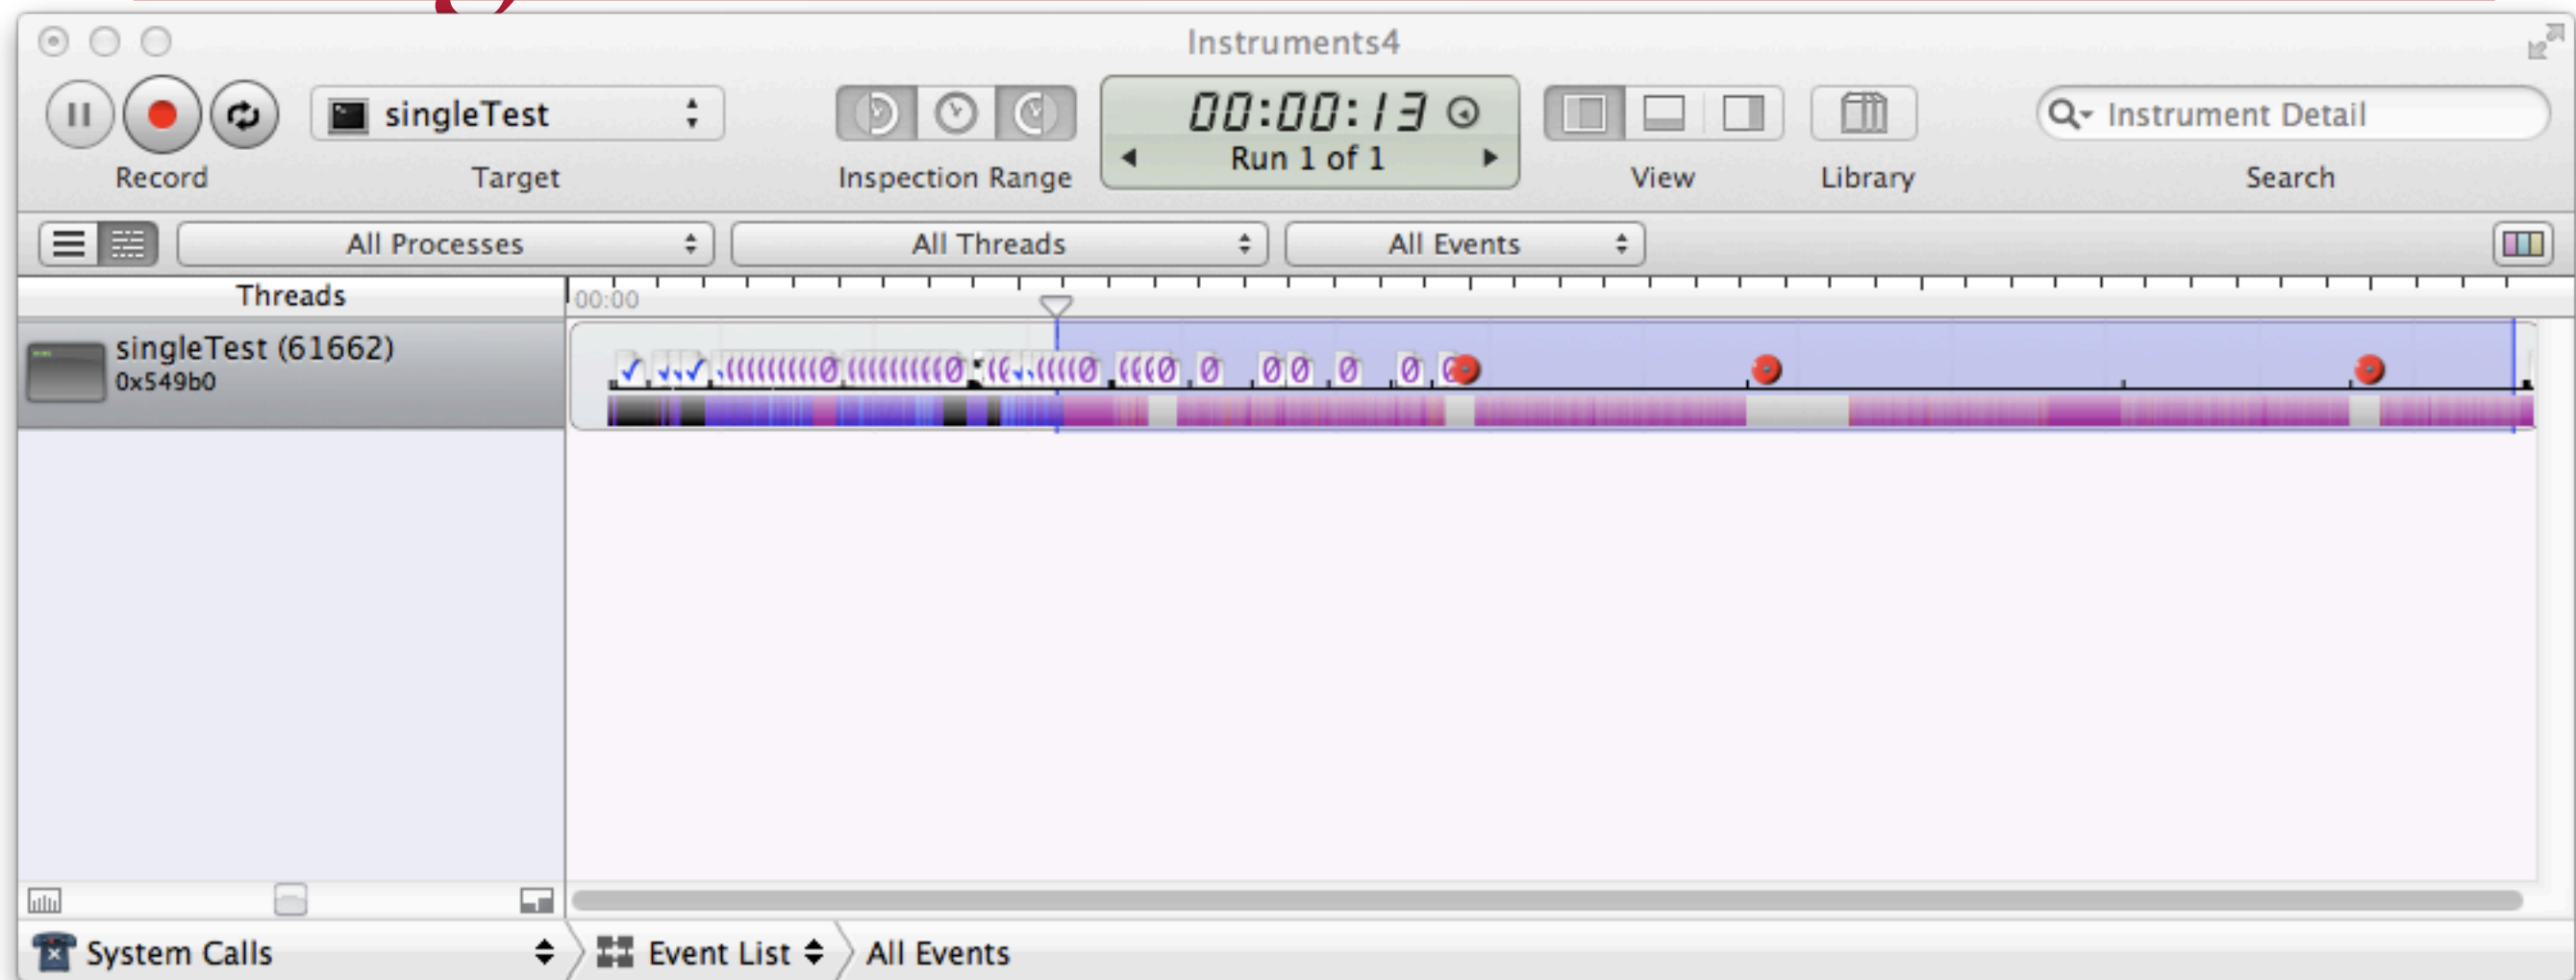 Instruments4
singleTest
00:00:13
Run 1 of 1
Instrument Detail
Record
Target
Inspection Range
View
Library
Search
All Processes
All Threads
All Events
Threads
00:00
singleTest (61662)
0x549b0
System Calls
Event List
All Events